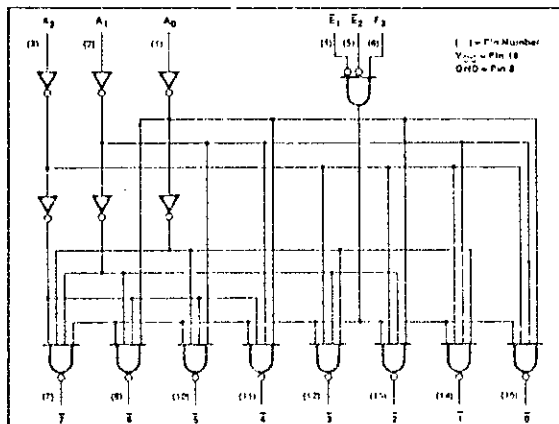 A2 A1 A0 E1 E2 E3
(3) (2) (1) (4) (5) (6)
( ) = Pin Number
VCC = Pin 16
GND = Pin 8
(7) (9) (10) (11) (12) (13) (14) (15)
7 6 5 4 3 2 1 0